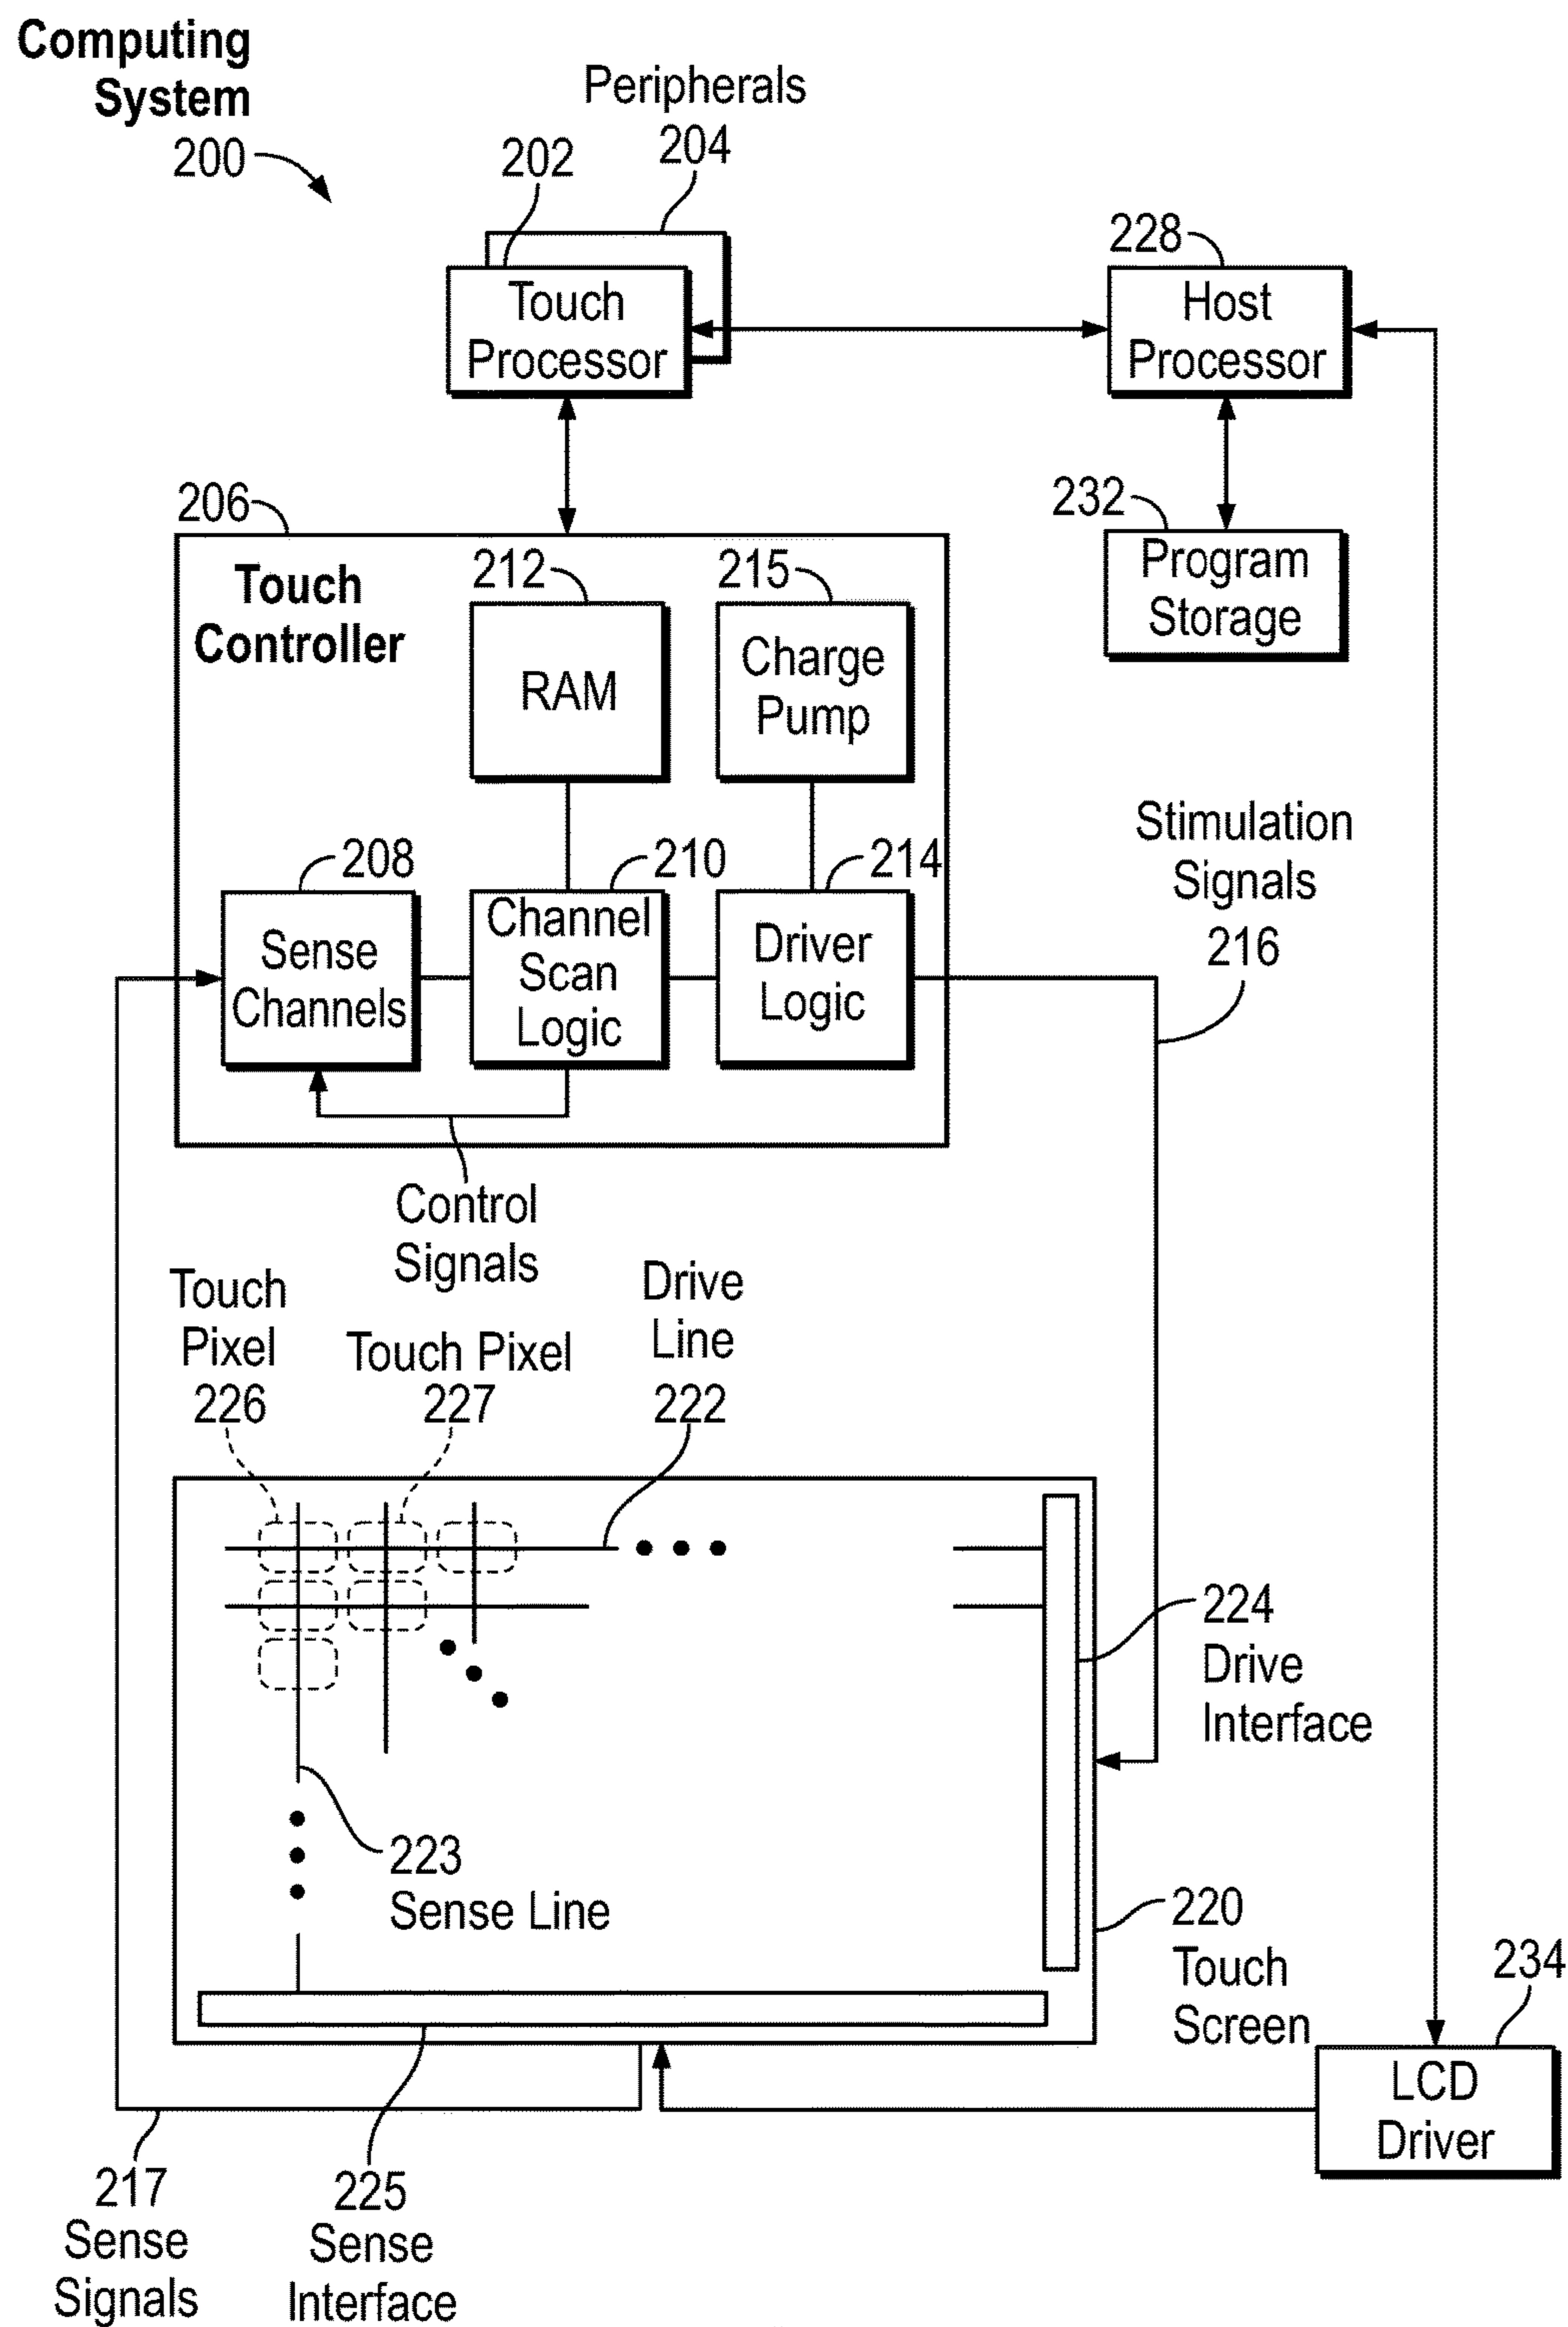 Computing
System
200
Peripherals
204
202
Touch
Processor
228
Host
Processor
206
Touch
Controller
212
RAM
215
Charge
Pump
232
Program
Storage
208
Sense
Channels
210
Channel
Scan
Logic
214
Driver
Logic
Stimulation
Signals
216
Control
Signals
Touch
Pixel
226
Touch Pixel
227
Drive
Line
222
224
Drive
Interface
223
Sense Line
220
Touch
Screen
234
LCD
Driver
217
Sense
Signals
225
Sense
Interface